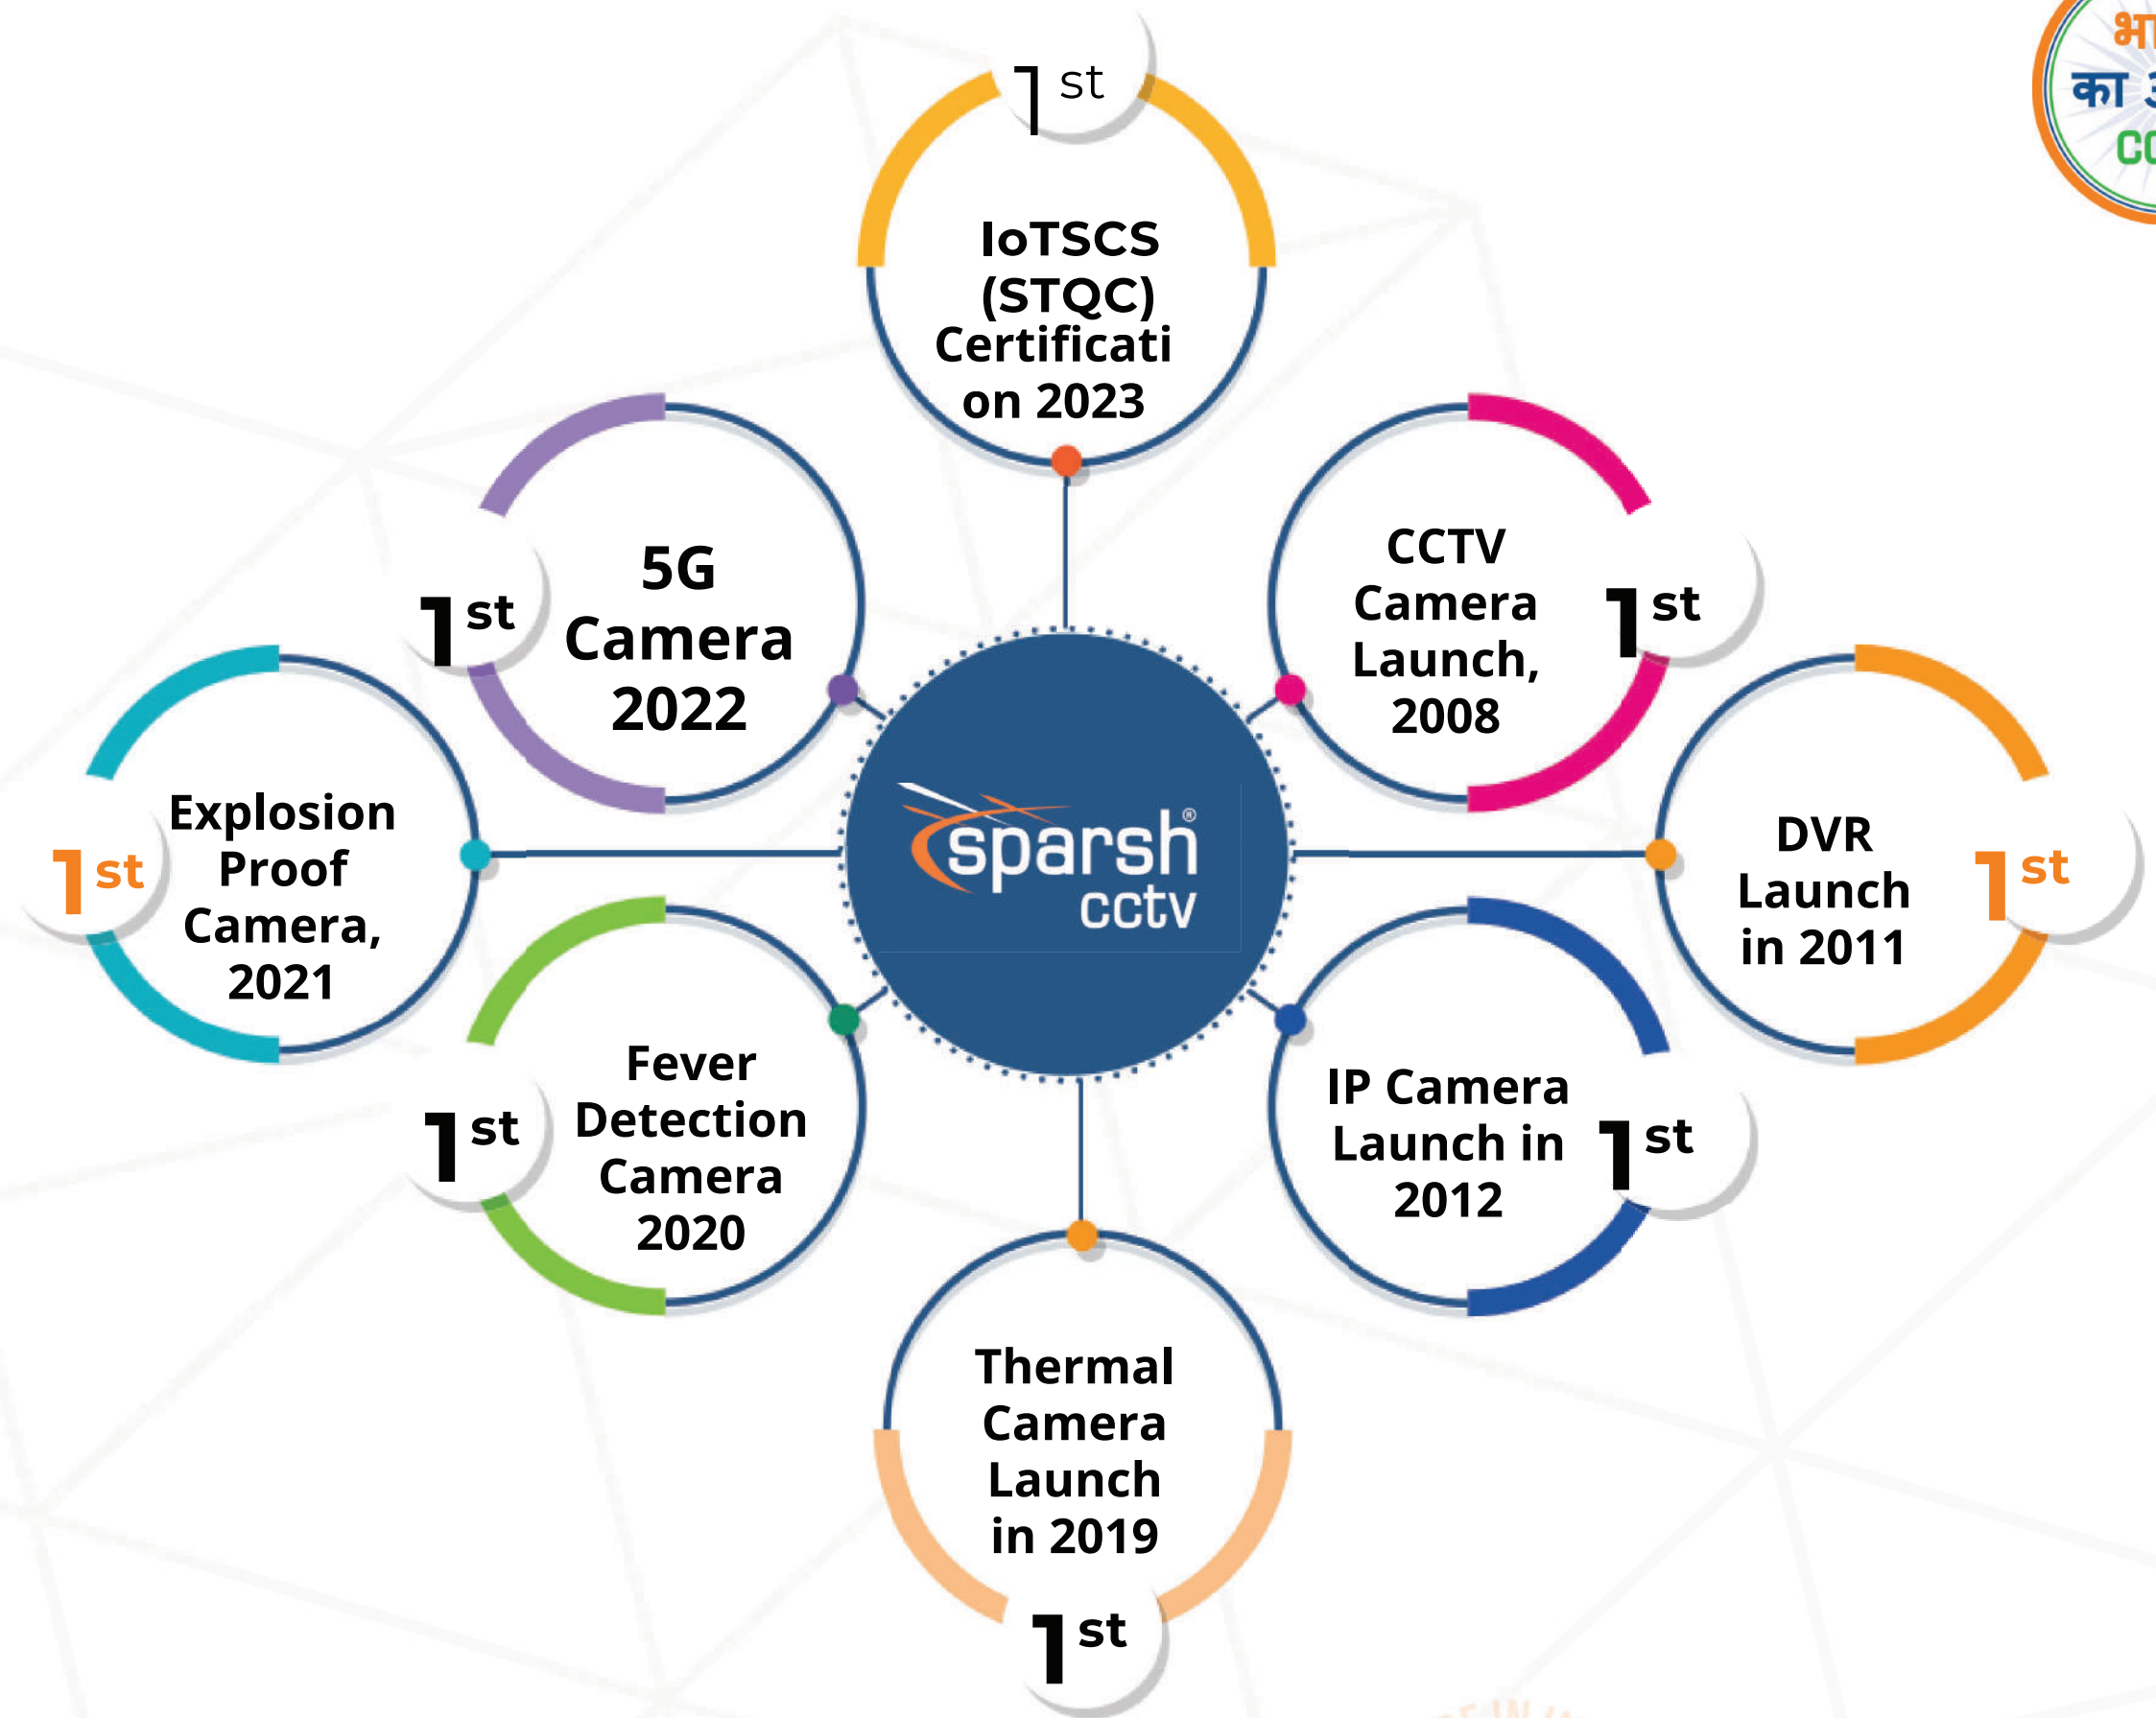 1st
IoTSCS
(STQC)
Certificati
on 2023
का
5G
Camera
2022
1st
CCTV
Camera
Launch,
2008
1st
Explosion
Proof
Camera,
2021
1st
sparsh®
cctv
DVR
Launch
in 2011
1st
Fever
Detection
Camera
2020
1st
IP Camera
Launch in
2012
1st
Thermal
Camera
Launch
in 2019
1st